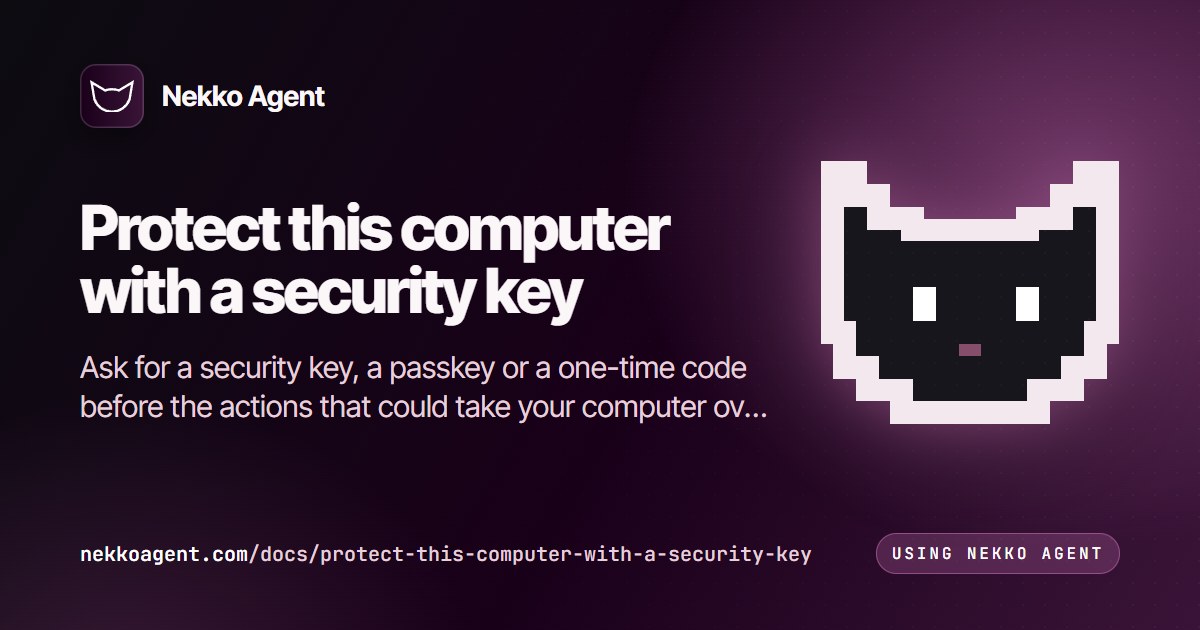 Nekko Agent
Protect this computer
with a security key
Ask for a security key, a passkey or a one-time code
before the actions that could take your computer ov...
nekkoagent.com/docs/protect-this-computer-with-a-security-key
USING NEKKO AGENT